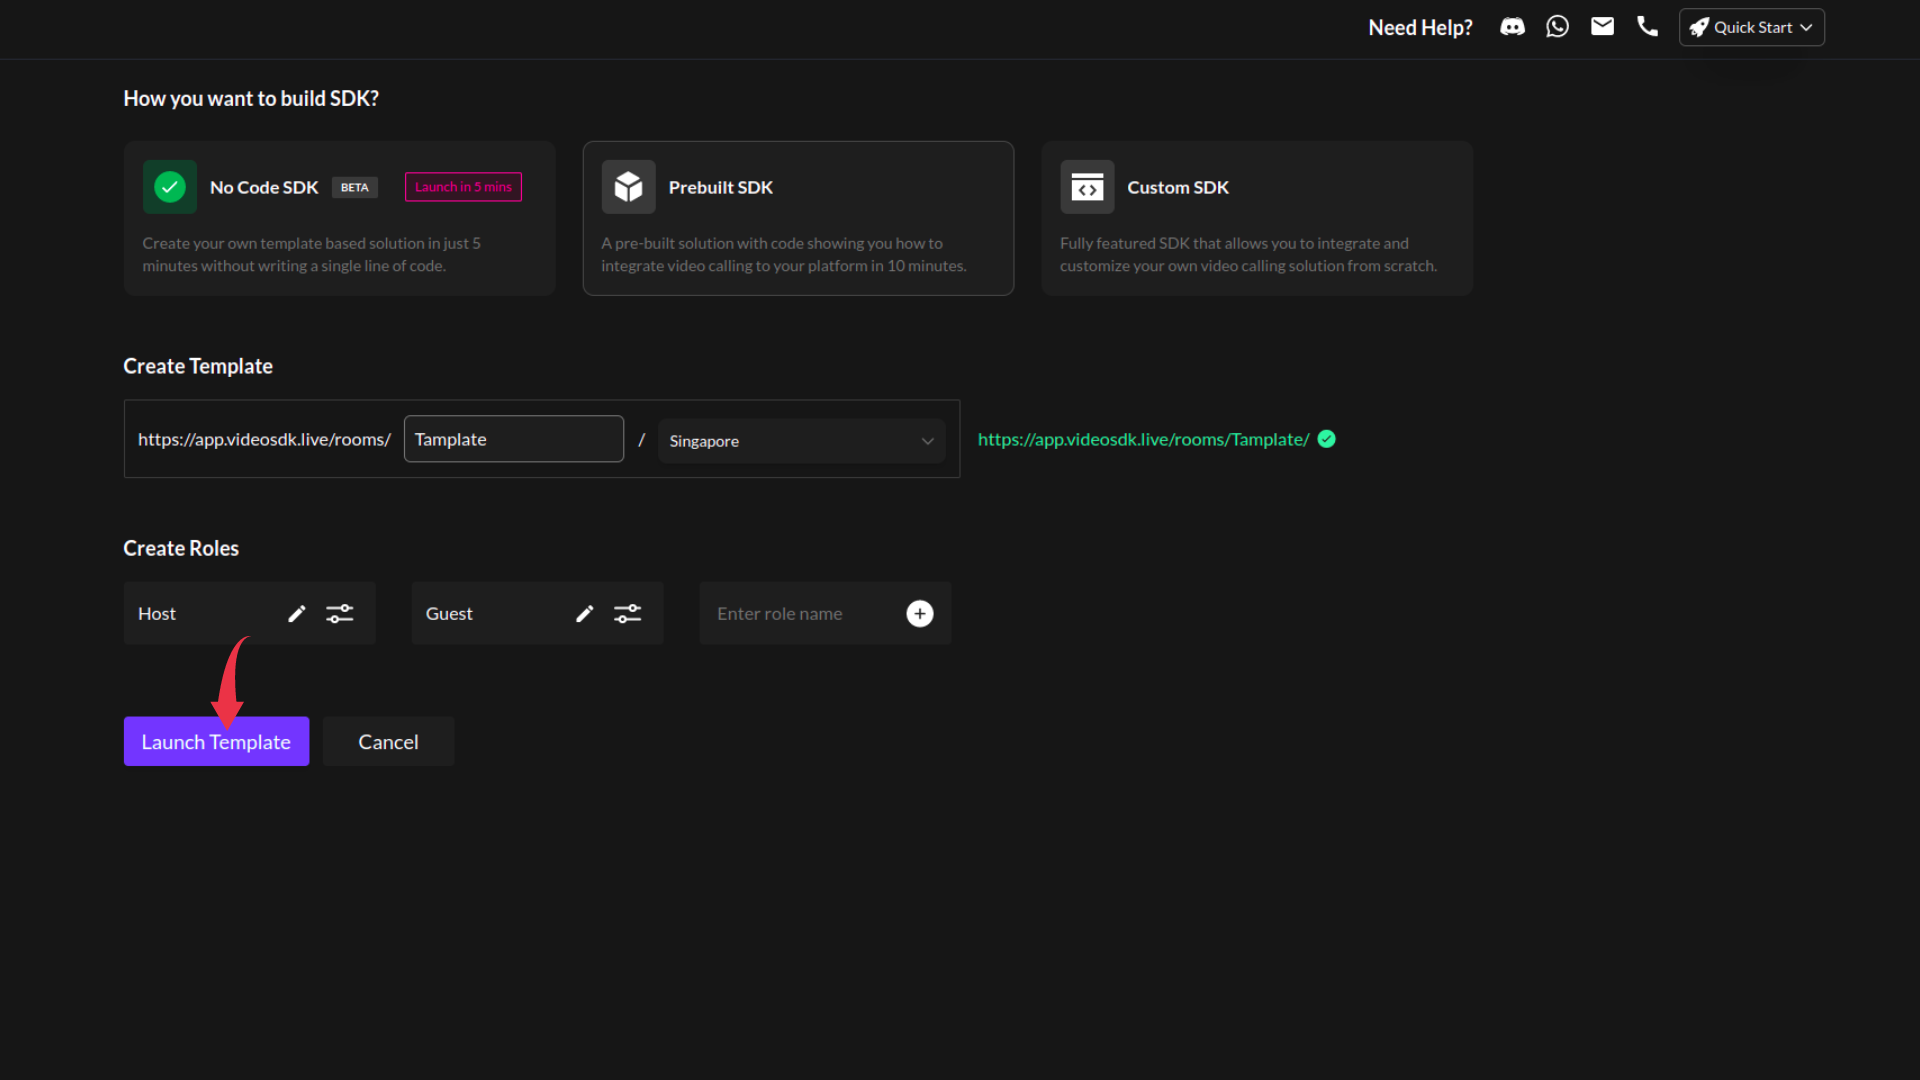 Need Help? Quick Start
How you want to build SDK?
No Code SDK BETA Launch in 5 mins
Create your own template based solution in just 5
minutes without writing a single line of code.
Prebuilt SDK
A pre-built solution with code showing you how to
integrate video calling to your platform in 10 minutes.
Custom SDK
Fully featured SDK that allows you to integrate and
customize your own video calling solution from scratch.
Create Template
https://app.videosdk.live/rooms/ Tamplate / Singapore https://app.videosdk.live/rooms/Tamplate/
Create Roles
Host Guest Enter role name
Launch Template Cancel